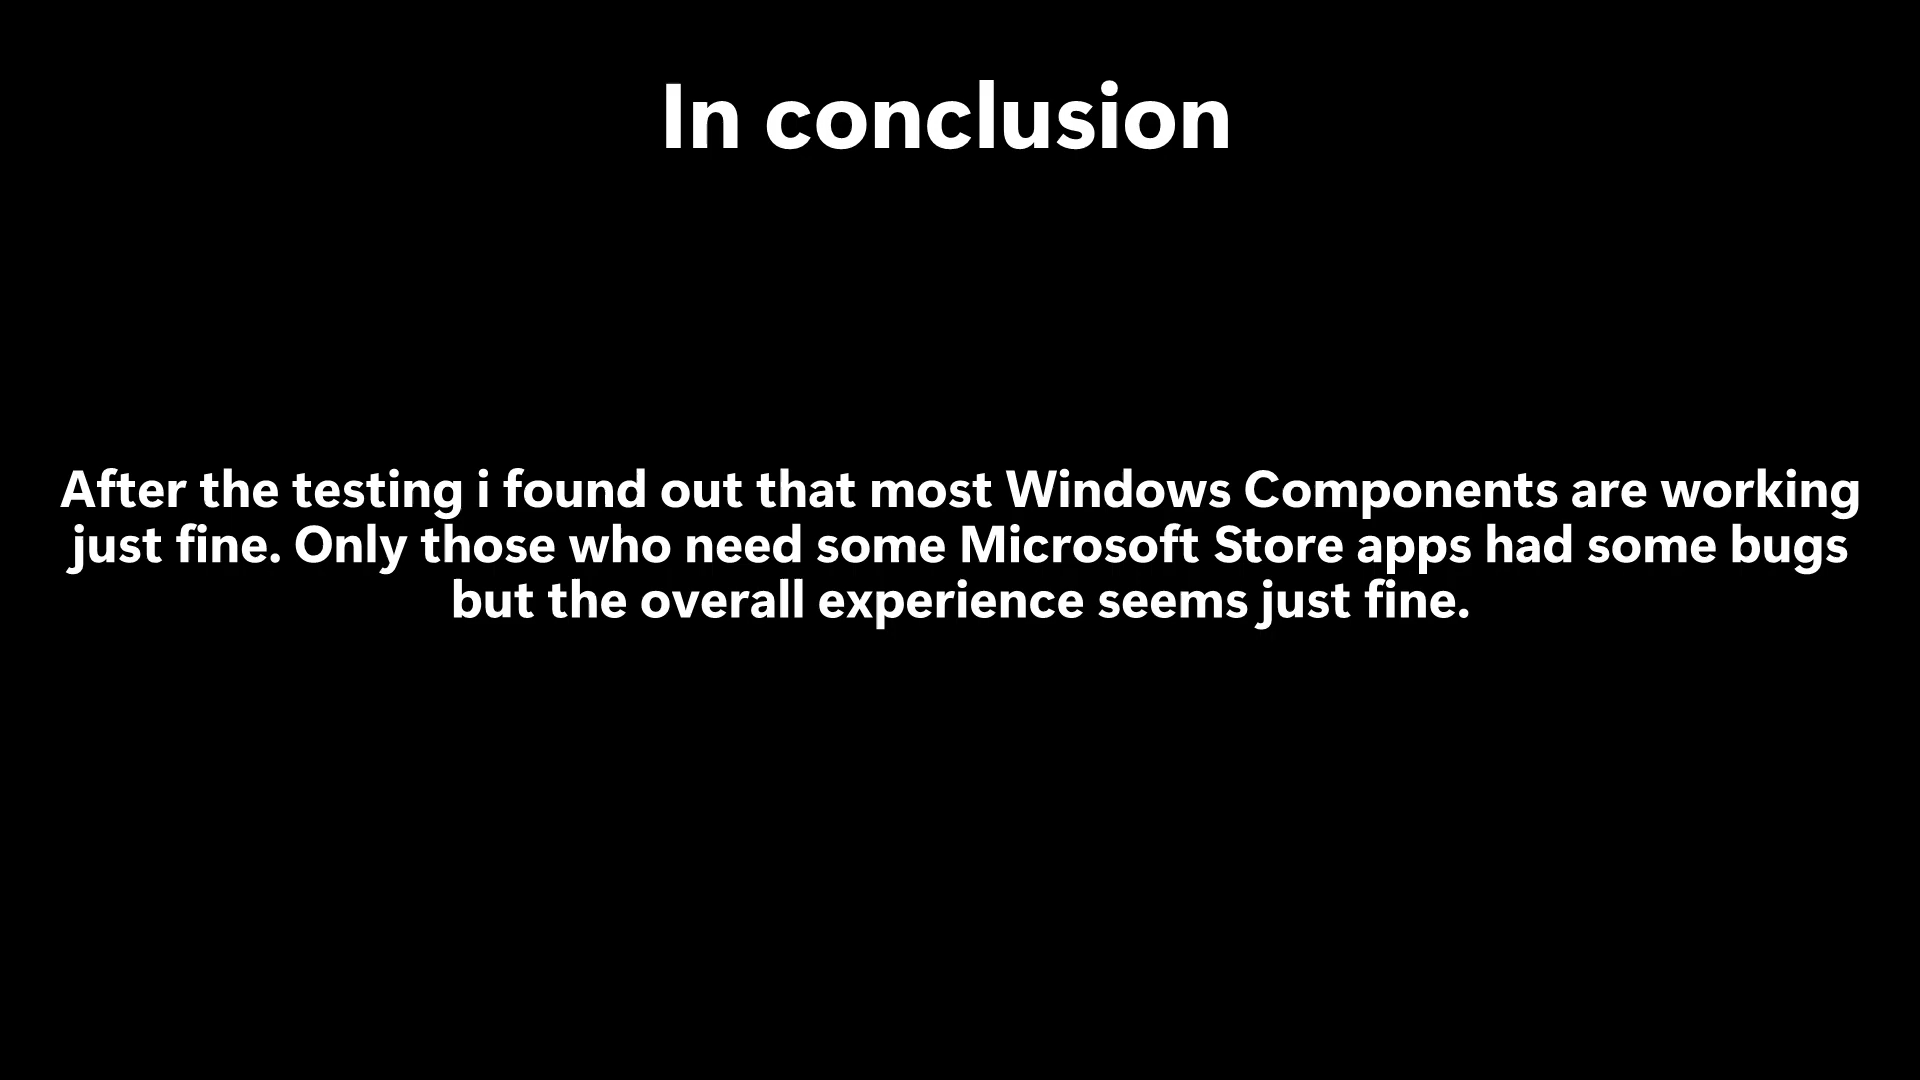 In conclusion
After the testing i found out that most Windows Components are working
just fine. Only those who need some Microsoft Store apps had some bugs
but the overall experience seems just fine.